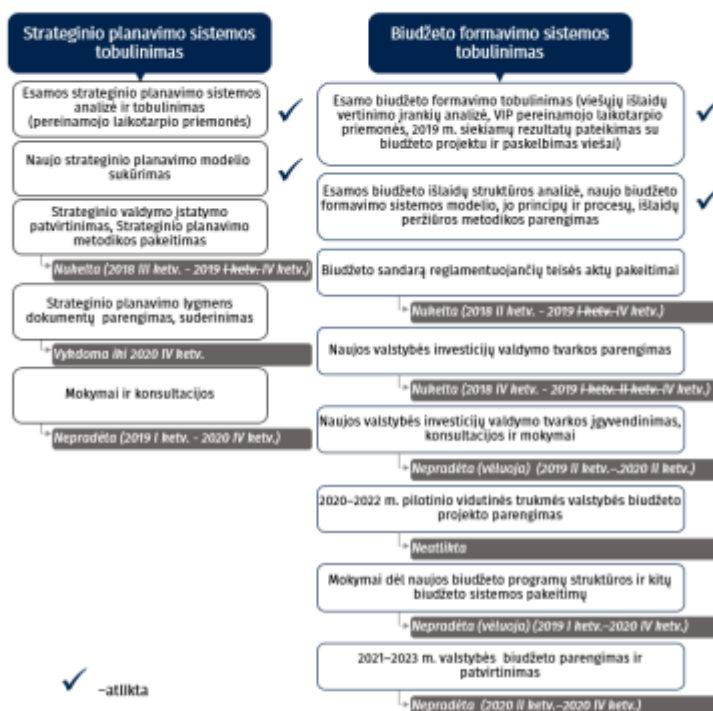 Strateginio planavimo sistemos
tobulinimas
Esamos strateginio planavimo sistemos
analizė ir tobulinimas
(pereinamojo laikotarpio priemonės)
Naujo strateginio planavimo modelio
sukūrimas
Strateginio valdymo įstatymo
patvirtinimas, Strateginio planavimo
metodikos pakeitimas
Nukelta (2018 III ketv. - 2019 I ketv. IV ketv.)
Strateginio planavimo lygmens
dokumentų parengimas, suderinimas
Vykdoma iki 2020 IV ketv.
Mokymai ir konsultacijos
Nepradėta (2019 I ketv. - 2020 IV ketv.)
–atlikta
Biudžeto formavimo sistemos
tobulinimas
Esamo biudžeto formavimo tobulinimas (viešųjų išlaidų
vertinimo įrankių analizė, VIP pereinamojo laikotarpio
priemonės, 2019 m. siekiamų rezultatų pateikimas su
biudžeto projektu ir paskelbimas viešai)
Esamos biudžeto išlaidų struktūros analizė, naujo biudžeto
formavimo sistemos modelio, jo principų ir procesų, išlaidų
peržiūros metodikos parengimas
Biudžeto sandarą reglamentuojančių teisės aktų pakeitimai
Nukelta (2018 II ketv. - 2019 I ketv. IV ketv.)
Naujos valstybės investicijų valdymo tvarkos parengimas
Nukelta (2018 IV ketv. - 2019 I ketv. II ketv. IV ketv.)
Naujos valstybės investicijų valdymo tvarkos įgyvendinimas,
konsultacijos ir mokymai
Nepradėta (vėluoja) (2019 II ketv.–.2020 II ketv.)
2020–2022 m. pilotinio vidutinės trukmės valstybės biudžeto
projekto parengimas
Neatlikta
Mokymai dėl naujos biudžeto programų struktūros ir kitų
biudžeto sistemos pakeitimų
Nepradėta (vėluoja) (2019 I ketv.–2020 IV ketv.)
2021–2023 m. valstybės biudžeto parengimas ir
patvirtinimas
Nepradėta (2020 II ketv.–2020 IV ketv.)